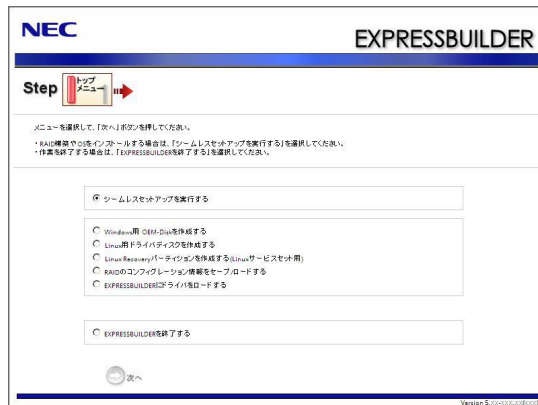 NEC
EXPRESSBUILDER
Step
トップ
メニュー
メニューを選択して、「次へ」ボタンを押してください。
・RAID構築やOSをインストールする場合は、「シームレスセットアップを実行する」を選択してください。
・作業を終了する場合は、「EXPRESSBUILDERを終了する」を選択してください。
シームレスセットアップを実行する
Windows用 OEM-Diskを作成する
Linux用ドライバディスクを作成する
Linux Recoveryパーティションを作成する(Linuxサービスセット用)
RAIDのコンフィグレーション情報をセーブ/ロードする
EXPRESSBUILDERにドライバをロードする
EXPRESSBUILDERを終了する
次へ
Version 5.